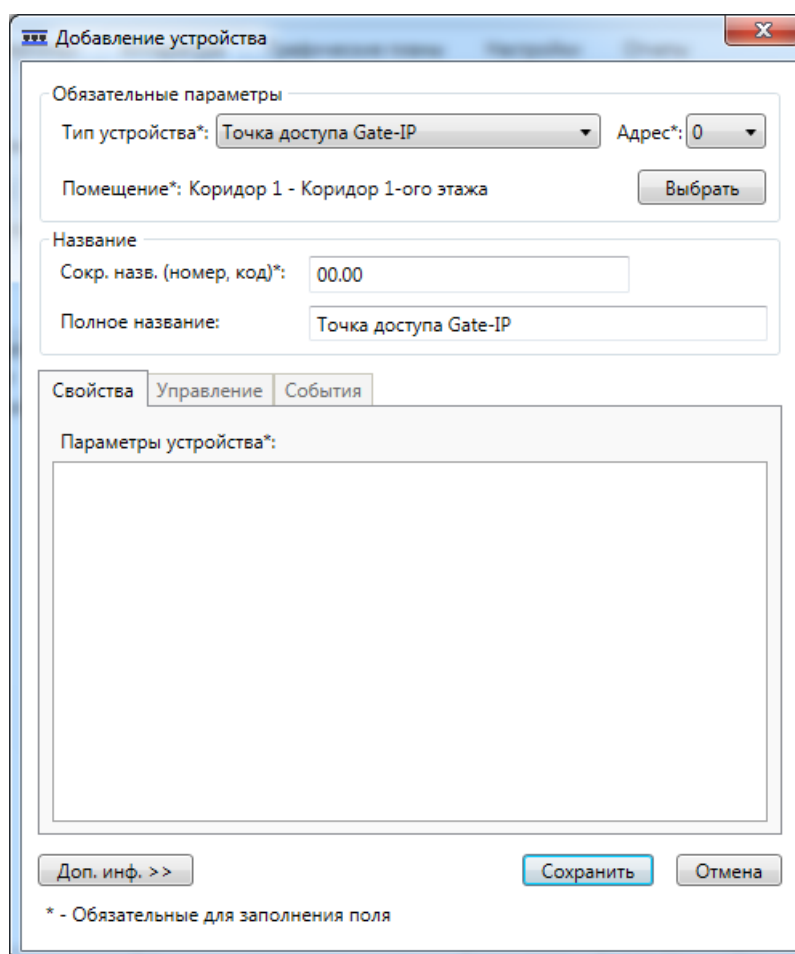 Добавление устройства
Обязательные параметры
Тип устройства*: Точка доступа Gate-IP Адрес*: 0
Помещение*: Коридор 1 - Коридор 1-ого этажа Выбрать
Название
Сокр. назв. (номер, код)*: 00.00
Полное название: Точка доступа Gate-IP
Свойства Управление События
Параметры устройства*:
Доп. инф. >> Сохранить Отмена
* - Обязательные для заполнения поля